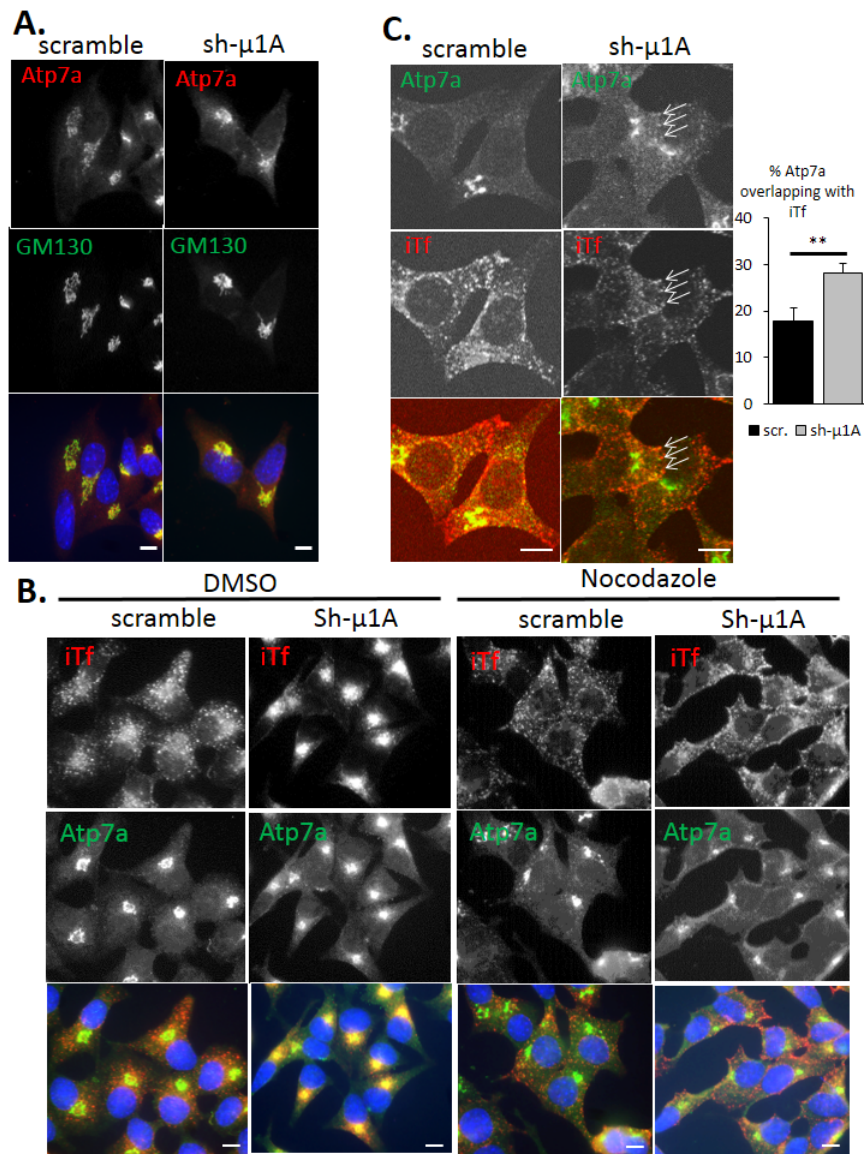 A.
scramble
sh-µ1A
Atp7a
Atp7a
GM130
GM130
C.
scramble
sh-µ1A
Atp7a
Atp7a
iTf
iTf
% Atp7a
overlapping with
iTf
40
30
20
10
0
**
scr.
sh-µ1A
B.
DMSO
Nocodazole
scramble
Sh-µ1A
scramble
Sh-µ1A
iTf
iTf
iTf
iTf
Atp7a
Atp7a
Atp7a
Atp7a